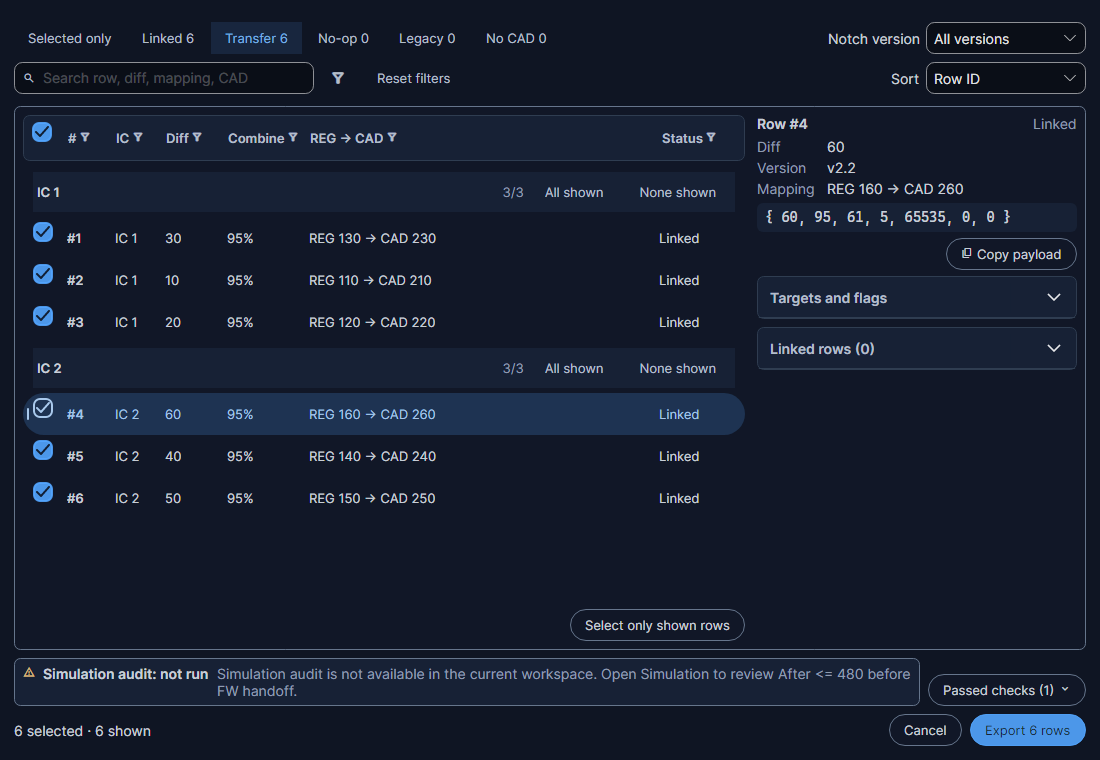 Selected only Linked 6 Transfer 6 No-op 0 Legacy 0 No CAD 0 Notch version All versions
Search row, diff, mapping, CAD Reset filters Sort Row ID
# IC Diff Combine REG → CAD Status
IC 1 3/3 All shown None shown
#1 IC 1 30 95% REG 130 → CAD 230 Linked
#2 IC 1 10 95% REG 110 → CAD 210 Linked
#3 IC 1 20 95% REG 120 → CAD 220 Linked
IC 2 3/3 All shown None shown
#4 IC 2 60 95% REG 160 → CAD 260 Linked
#5 IC 2 40 95% REG 140 → CAD 240 Linked
#6 IC 2 50 95% REG 150 → CAD 250 Linked
Select only shown rows
Row #4 Linked
Diff 60
Version v2.2
Mapping REG 160 → CAD 260
{ 60, 95, 61, 5, 65535, 0, 0 }
Copy payload
Targets and flags
Linked rows (0)
Simulation audit: not run Simulation audit is not available in the current workspace. Open Simulation to review After <= 480 before
FW handoff.
Passed checks (1)
6 selected · 6 shown Cancel Export 6 rows